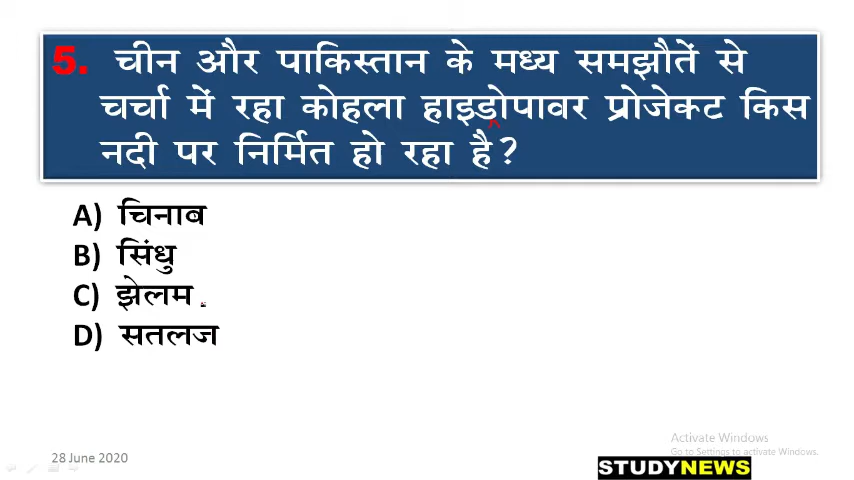 5. चीन और पाकिस्तान के मध्य समझौतें से
चर्चा में रहा कोहला हाइड्रोपावर प्रोजेक्ट किस
नदी पर निर्मित हो रहा है?
A) चिनाब
B) सिंधु
C) झेलम
D) सतलज
Activate Windows
Go to Settings to activate Windows.
28 June 2020
STUDYNEWS